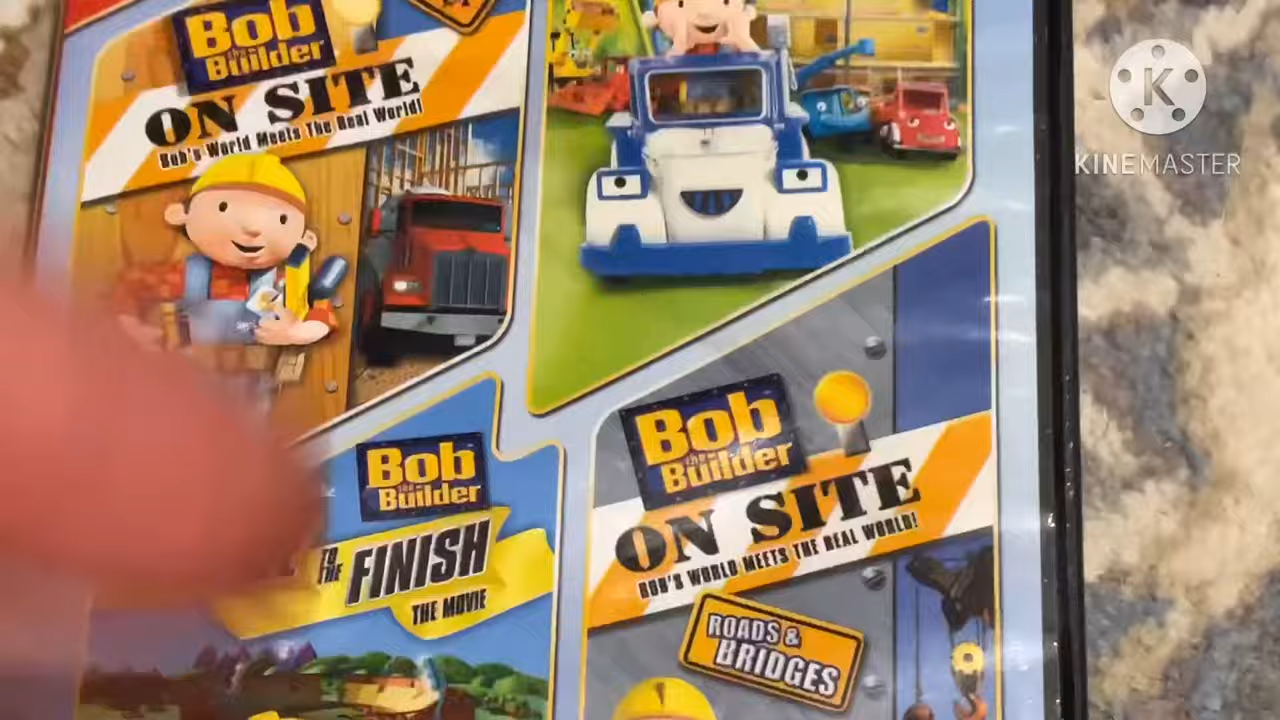 Bob
the
Builder
ON SITE
Bob's World Meets The Real World!
K
KINEMASTER
Bob
the
Builder
TO
THE FINISH
THE MOVIE
Bob
the
Builder
ON SITE
BOB'S WORLD MEETS THE REAL WORLD!
ROADS &
BRIDGES